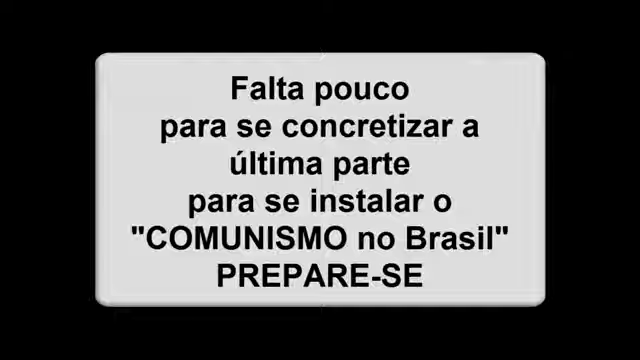 Falta pouco
para se concretizar a
última parte
para se instalar o
"COMUNISMO no Brasil"
PREPARE-SE